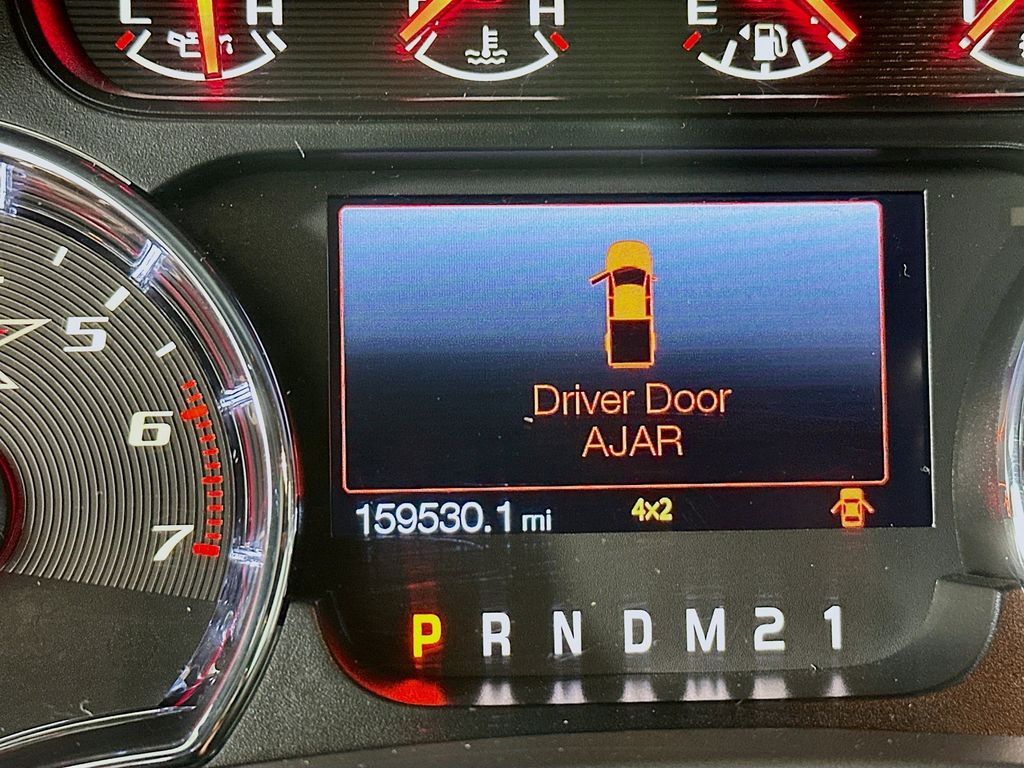 L H
H
E
5
6
7
Driver Door
AJAR
159530.1 mi
4x2
P R N D M 2 1